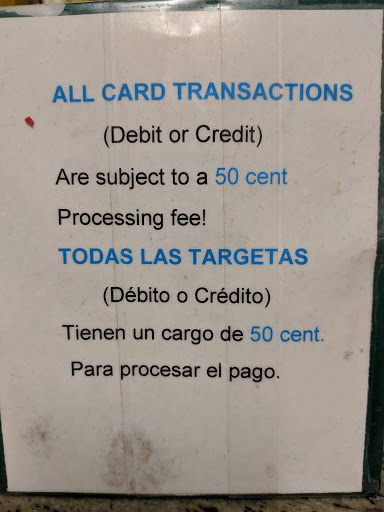 ALL CARD TRANSACTIONS
(Debit or Credit)
Are subject to a 50 cent
Processing fee!
TODAS LAS TARGETAS
(Débito o Crédito)
Tienen un cargo de 50 cent.
Para procesar el pago.